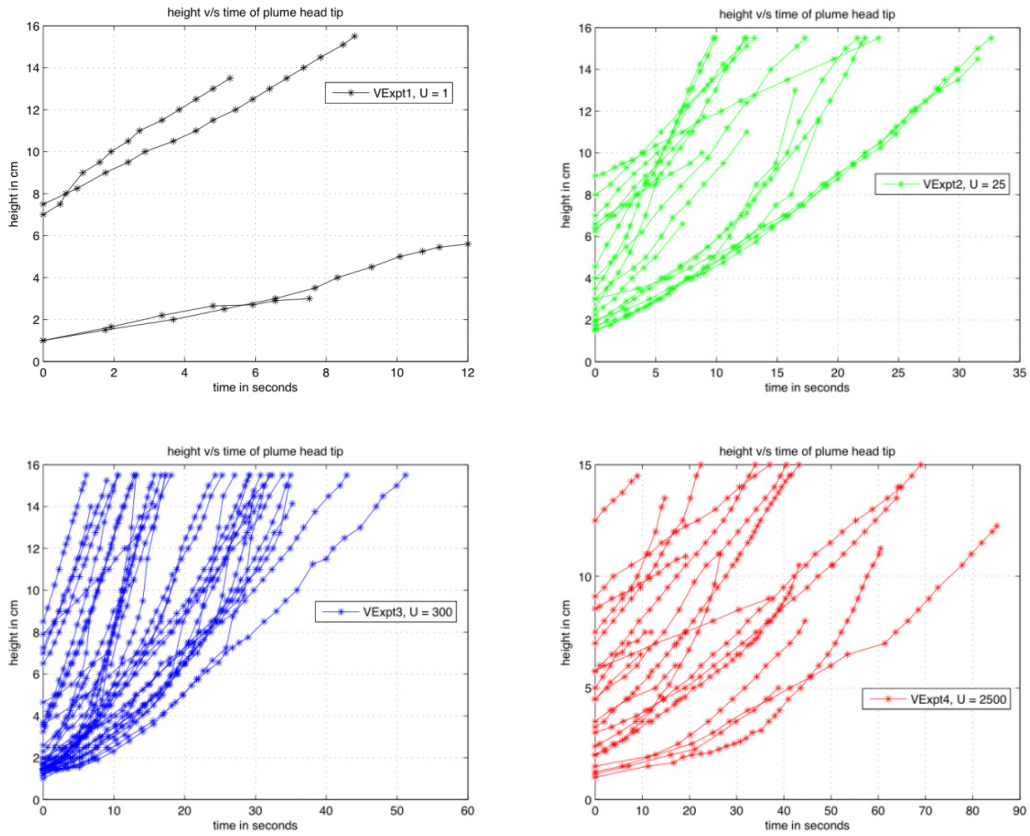 height v/s time of plume head tip
16
14
12
10
8
6
4
2
0
height in cm
VExpt1, U = 1
0 2 4 6 8 10 12
time in seconds
height v/s time of plume head tip
16
14
12
10
8
6
4
2
0
height in cm
VExpt2, U = 25
0 5 10 15 20 25 30 35
time in seconds
height v/s time of plume head tip
16
14
12
10
8
6
4
2
0
height in cm
VExpt3, U = 300
0 10 20 30 40 50 60
time in seconds
height v/s time of plume head tip
15
10
5
0
height in cm
VExpt4, U = 2500
0 10 20 30 40 50 60 70 80 90
time in seconds